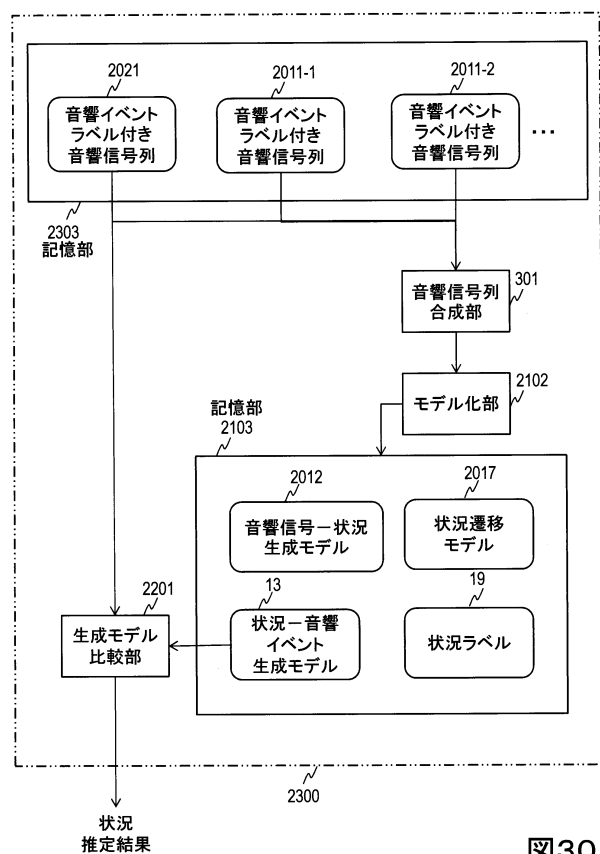 2021
2011-1
2011-2
音響イベント
ラベル付き
音響信号列
音響イベント
ラベル付き
音響信号列
音響イベント
ラベル付き
音響信号列
…
2303
記憶部
301
音響信号列
合成部
2102
モデル化部
記憶部
2103
2012
音響信号－状況
生成モデル
2017
状況遷移
モデル
2201
生成モデル
比較部
13
状況－音響
イベント
生成モデル
19
状況ラベル
2300
状況
推定結果
図30